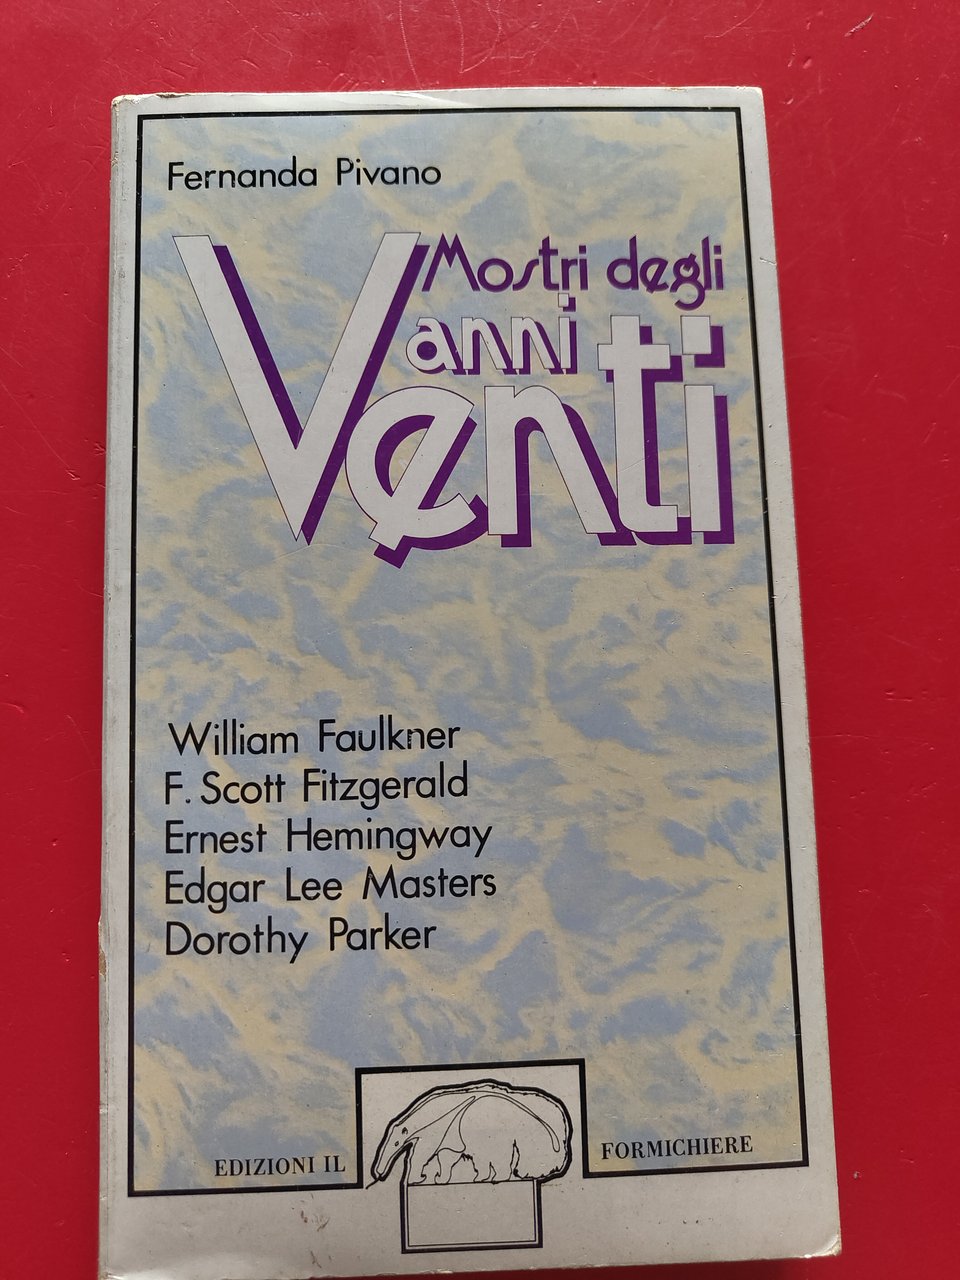 Fernanda Pivano
Mostri degli
anni
Venti
William Faulkner
F. Scott Fitzgerald
Ernest Hemingway
Edgar Lee Masters
Dorothy Parker
EDIZIONI IL FORMICHIERE